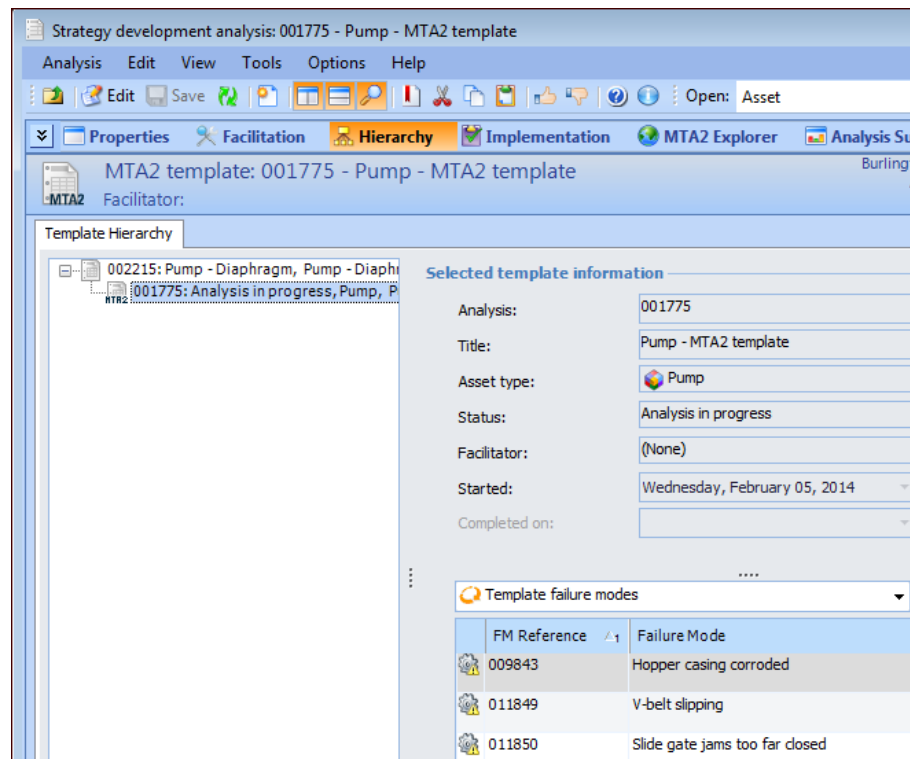 Strategy development analysis: 001775 - Pump - MTA2 template
Analysis Edit View Tools Options Help
Edit Save Open: Asset
Properties Facilitation Hierarchy Implementation MTA2 Explorer Analysis Su
MTA2 template: 001775 - Pump - MTA2 template Burling
MTA2 Facilitator:
Template Hierarchy
002215: Pump - Diaphragm, Pump - Diaphr
MTA2 001775: Analysis in progress, Pump, P
Selected template information
Analysis: 001775
Title: Pump - MTA2 template
Asset type: Pump
Status: Analysis in progress
Facilitator: (None)
Started: Wednesday, February 05, 2014
Completed on:
Template failure modes
FM Reference 1 Failure Mode
009843 Hopper casing corroded
011849 V-belt slipping
011850 Slide gate jams too far closed